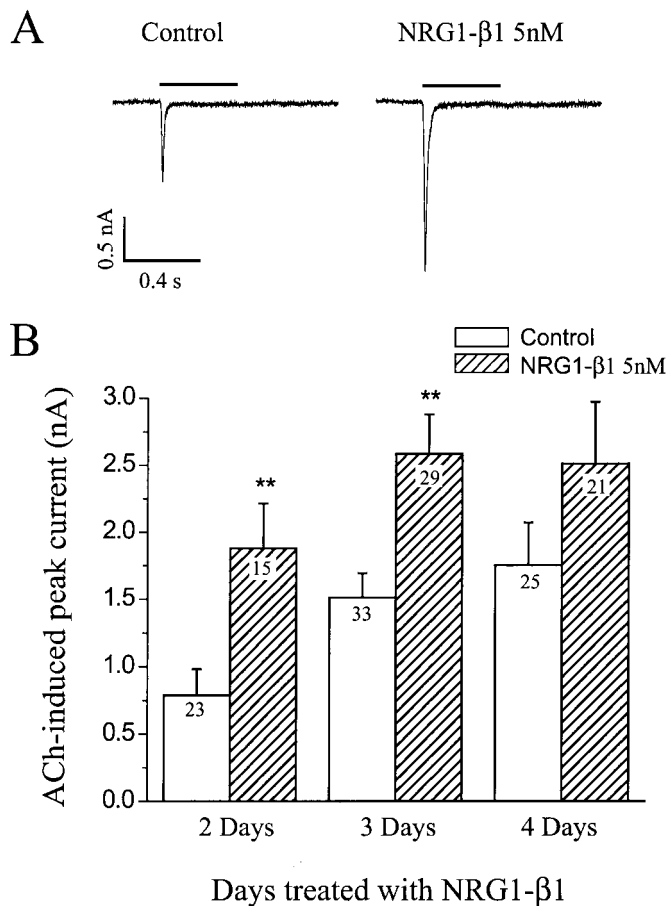 A
Control NRG1-β1 5nM
0.5 nA
0.4 s
B
Control
NRG1-β1 5nM
ACh-induced peak current (nA)
3.0
2.5
2.0
1.5
1.0
0.5
0.0
** **
23 15 33 29 25 21
2 Days 3 Days 4 Days
Days treated with NRG1-β1